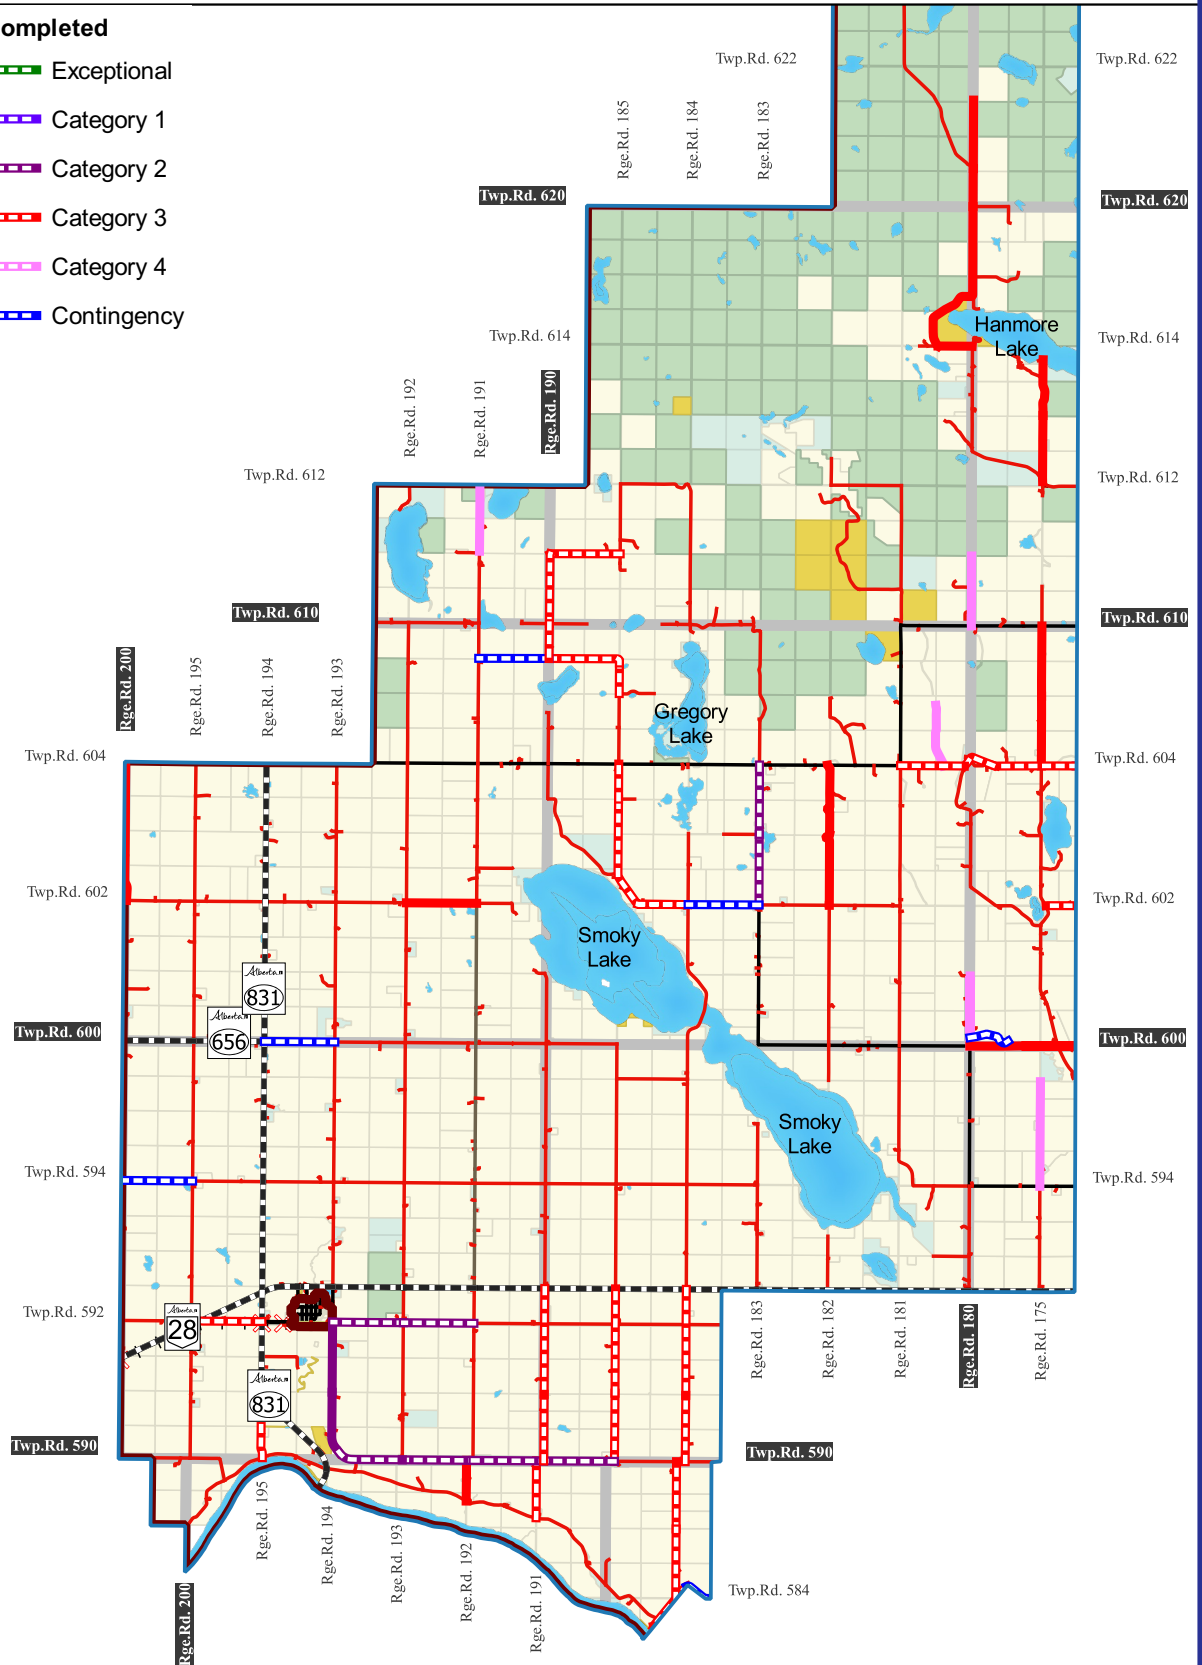 ompleted
Exceptional
Category 1
Category 2
Category 3
Category 4
Contingency
Twp.Rd. 622
Twp.Rd. 622
Rge.Rd. 185
Rge.Rd. 184
Rge.Rd. 183
Twp.Rd. 620
Twp.Rd. 620
Hanmore
Lake
Twp.Rd. 614
Twp.Rd. 614
Rge.Rd. 192
Rge.Rd. 191
Rge.Rd. 190
Twp.Rd. 612
Twp.Rd. 612
Twp.Rd. 610
Twp.Rd. 610
Rge.Rd. 200
Rge.Rd. 195
Rge.Rd. 194
Rge.Rd. 193
Gregory
Lake
Twp.Rd. 604
Twp.Rd. 604
Twp.Rd. 602
Twp.Rd. 602
Smoky
Lake
Alberta
831
Alberta
656
Twp.Rd. 600
Twp.Rd. 600
Smoky
Lake
Twp.Rd. 594
Twp.Rd. 594
Twp.Rd. 592
Alberta
28
Rge.Rd. 183
Rge.Rd. 182
Rge.Rd. 181
Rge.Rd. 180
Rge.Rd. 175
Alberta
831
Twp.Rd. 590
Twp.Rd. 590
Rge.Rd. 200
Rge.Rd. 195
Rge.Rd. 194
Rge.Rd. 193
Rge.Rd. 192
Rge.Rd. 191
Twp.Rd. 584